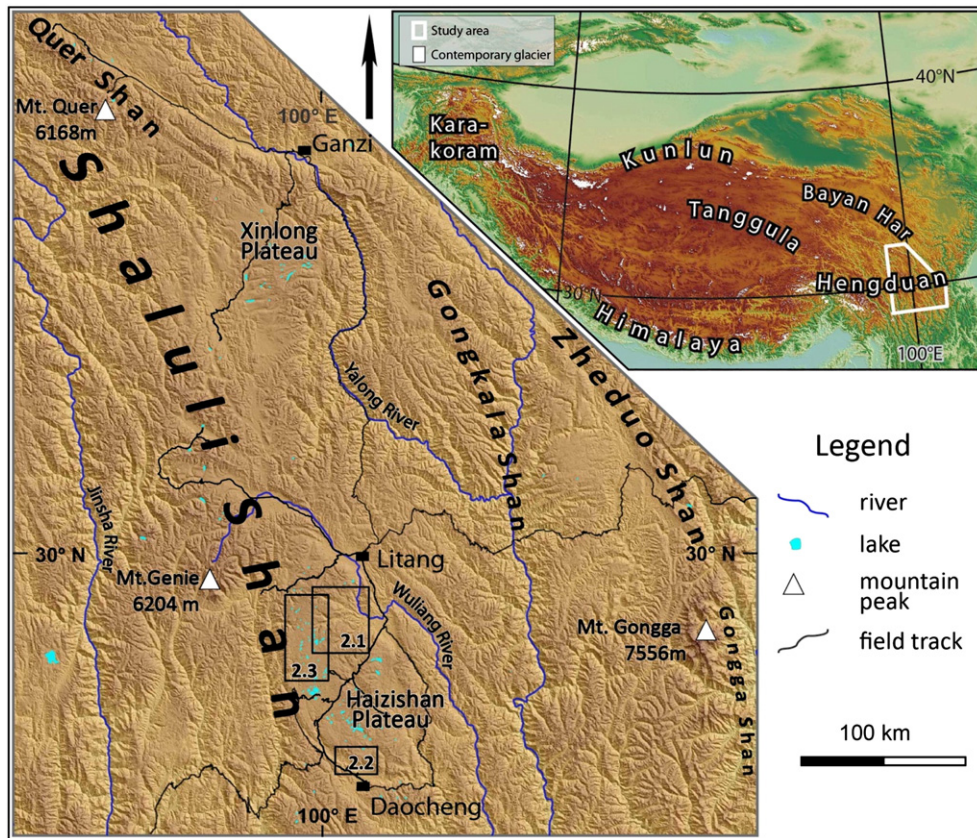 Quer Shan
Mt. Quer
6168m
100° E
Ganzi
Shaluli Shan
Xinlong
Plateau
Gongkala Shan
Zheduo Shan
Yalong River
Jinsha River
30° N
Litang
30° N
Mt.Genie
6204 m
Wuliang River
2.1
2.3
Mt. Gongga
7556m
Gongga Shan
Haizishan
Plateau
2.2
Daocheng
100° E
Study area
Contemporary glacier
40°N
Kara-
koram
Kunlun
Bayan Har
Tanggula
Hengduan
30°N
Himalaya
100°E
Legend
river
lake
mountain
peak
field track
100 km